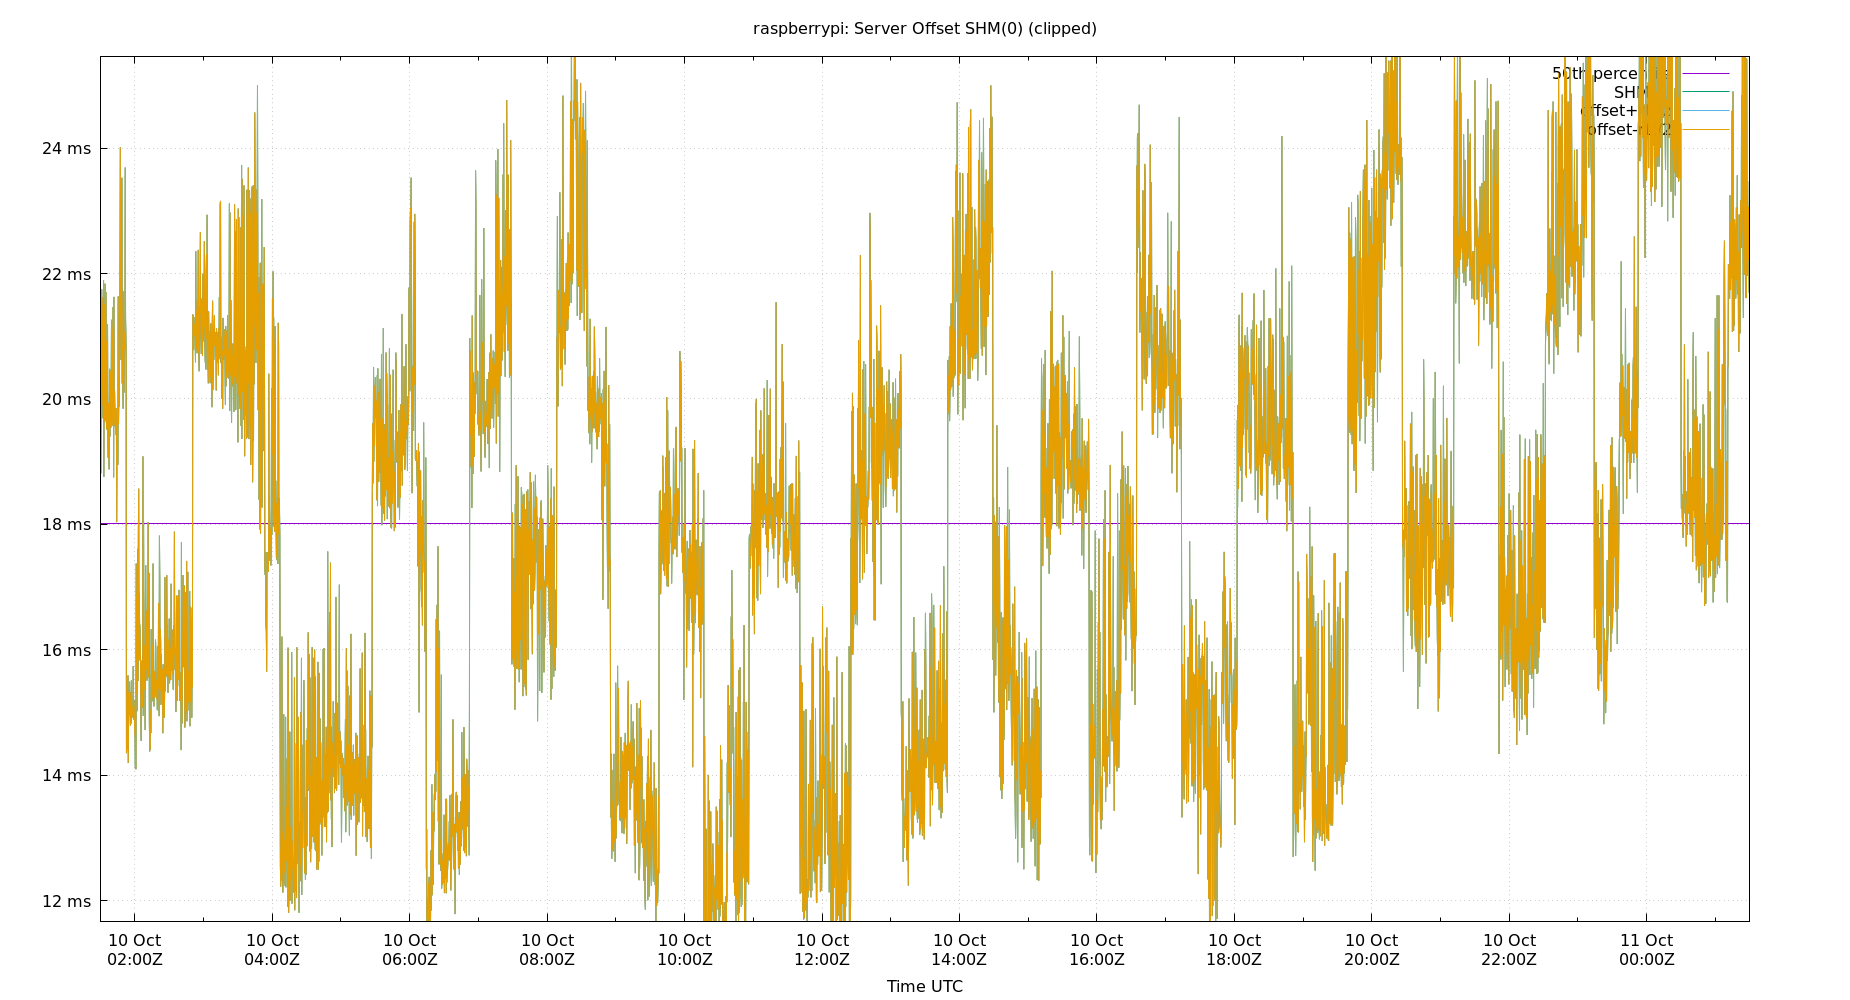 raspberrypi: Server Offset SHM(0) (clipped)
50th
offset+
offset-
24 ms
22 ms
20 ms
18 ms
16 ms
14 ms
12 ms
10 Oct 10 Oct 10 Oct 10 Oct 10 Oct 10 Oct 10 Oct 10 Oct 10 Oct 10 Oct 10 Oct 11 Oct
02:00Z 04:00Z 06:00Z 08:00Z 10:00Z 12:00Z 14:00Z 16:00Z 18:00Z 20:00Z 22:00Z 00:00Z
Time UTC